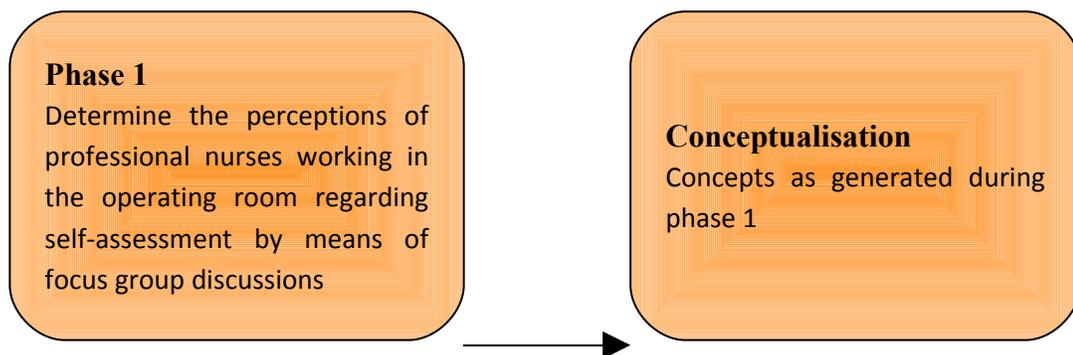 Phase 1
Determine the perceptions of
professional nurses working in
the operating room regarding
self-assessment by means of
focus group discussions
Conceptualisation
Concepts as generated during
phase 1